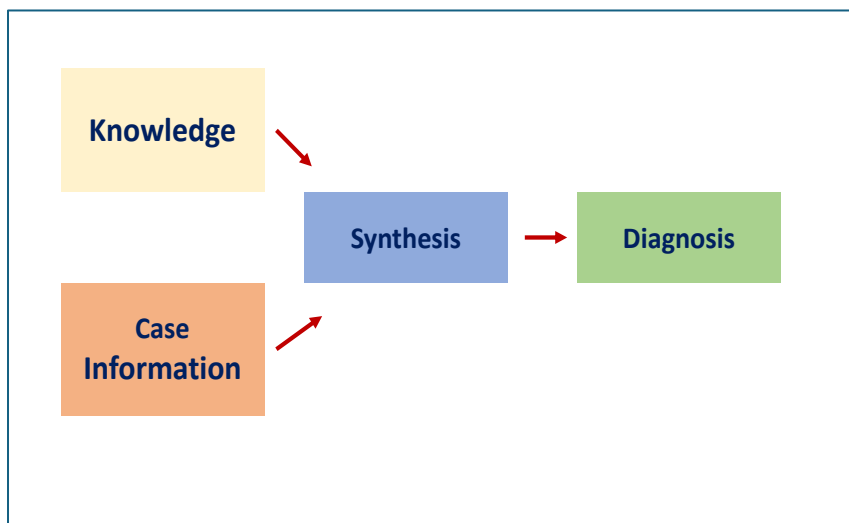 Knowledge
Synthesis
Diagnosis
Case
Information